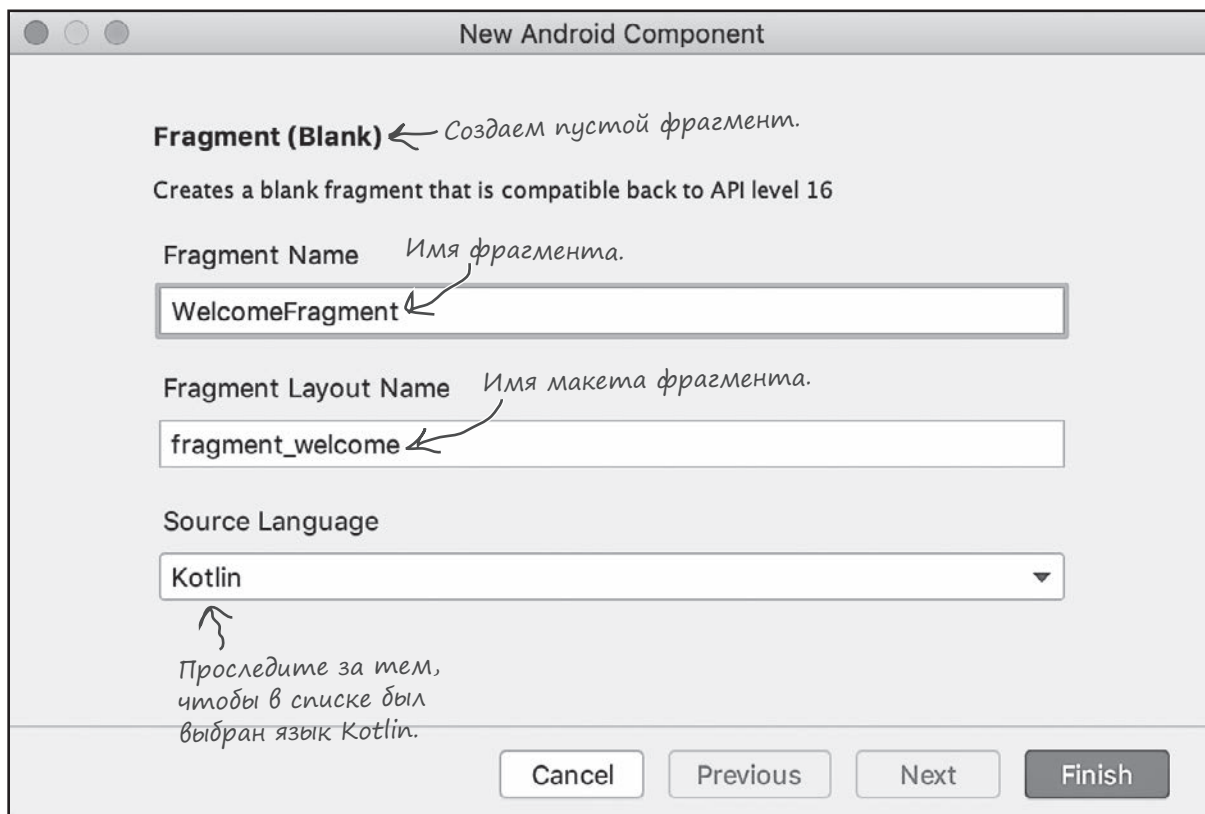 New Android Component
Fragment (Blank)
Создаем пустой фрагмент.
Creates a blank fragment that is compatible back to API level 16
Fragment Name
Имя фрагмента.
WelcomeFragment
Fragment Layout Name
Имя макета фрагмента.
fragment_welcome
Source Language
Kotlin
Проследите за тем,
чтобы в списке был
выбран язык Kotlin.
Cancel
Previous
Next
Finish